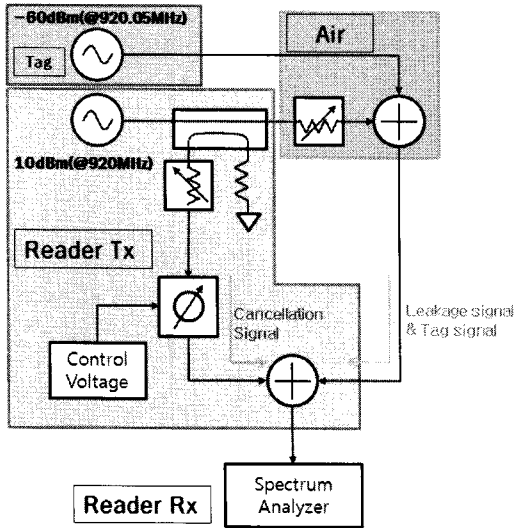 −60dBm(@920.05MHz)
Tag
Air
10dBm(@920MHz)
Reader Tx
Control
Voltage
Cancellation
Signal
Leakage signal
& Tag signal
Spectrum
Analyzer
Reader Rx